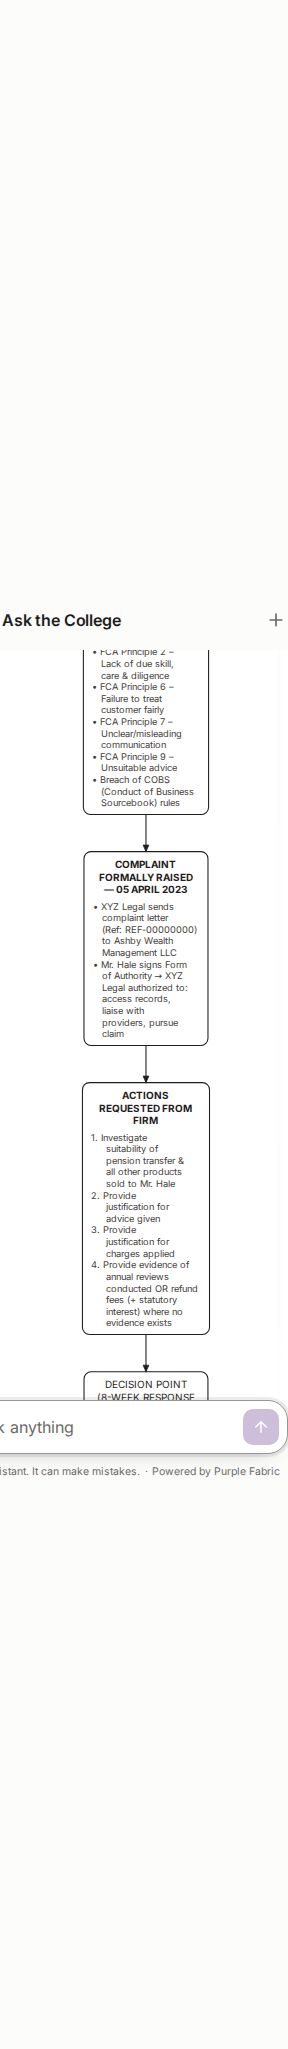 Ask the College
• FCA Principle 2 –
Lack of due skill,
care & diligence
• FCA Principle 6 –
Failure to treat
customer fairly
• FCA Principle 7 –
Unclear/misleading
communication
• FCA Principle 9 –
Unsuitable advice
• Breach of COBS
(Conduct of Business
Sourcebook) rules
COMPLAINT
FORMALLY RAISED
— 05 APRIL 2023
• XYZ Legal sends
complaint letter
(Ref: REF-00000000)
to Ashby Wealth
Management LLC
• Mr. Hale signs Form
of Authority → XYZ
Legal authorized to:
access records,
liaise with
providers, pursue
claim
ACTIONS
REQUESTED FROM
FIRM
1. Investigate
suitability of
pension transfer &
all other products
sold to Mr. Hale
2. Provide
justification for
advice given
3. Provide
justification for
charges applied
4. Provide evidence of
annual reviews
conducted OR refund
fees (+ statutory
interest) where no
evidence exists
DECISION POINT
(8-WEEK RESPONSE
k anything
istant. It can make mistakes. · Powered by Purple Fabric